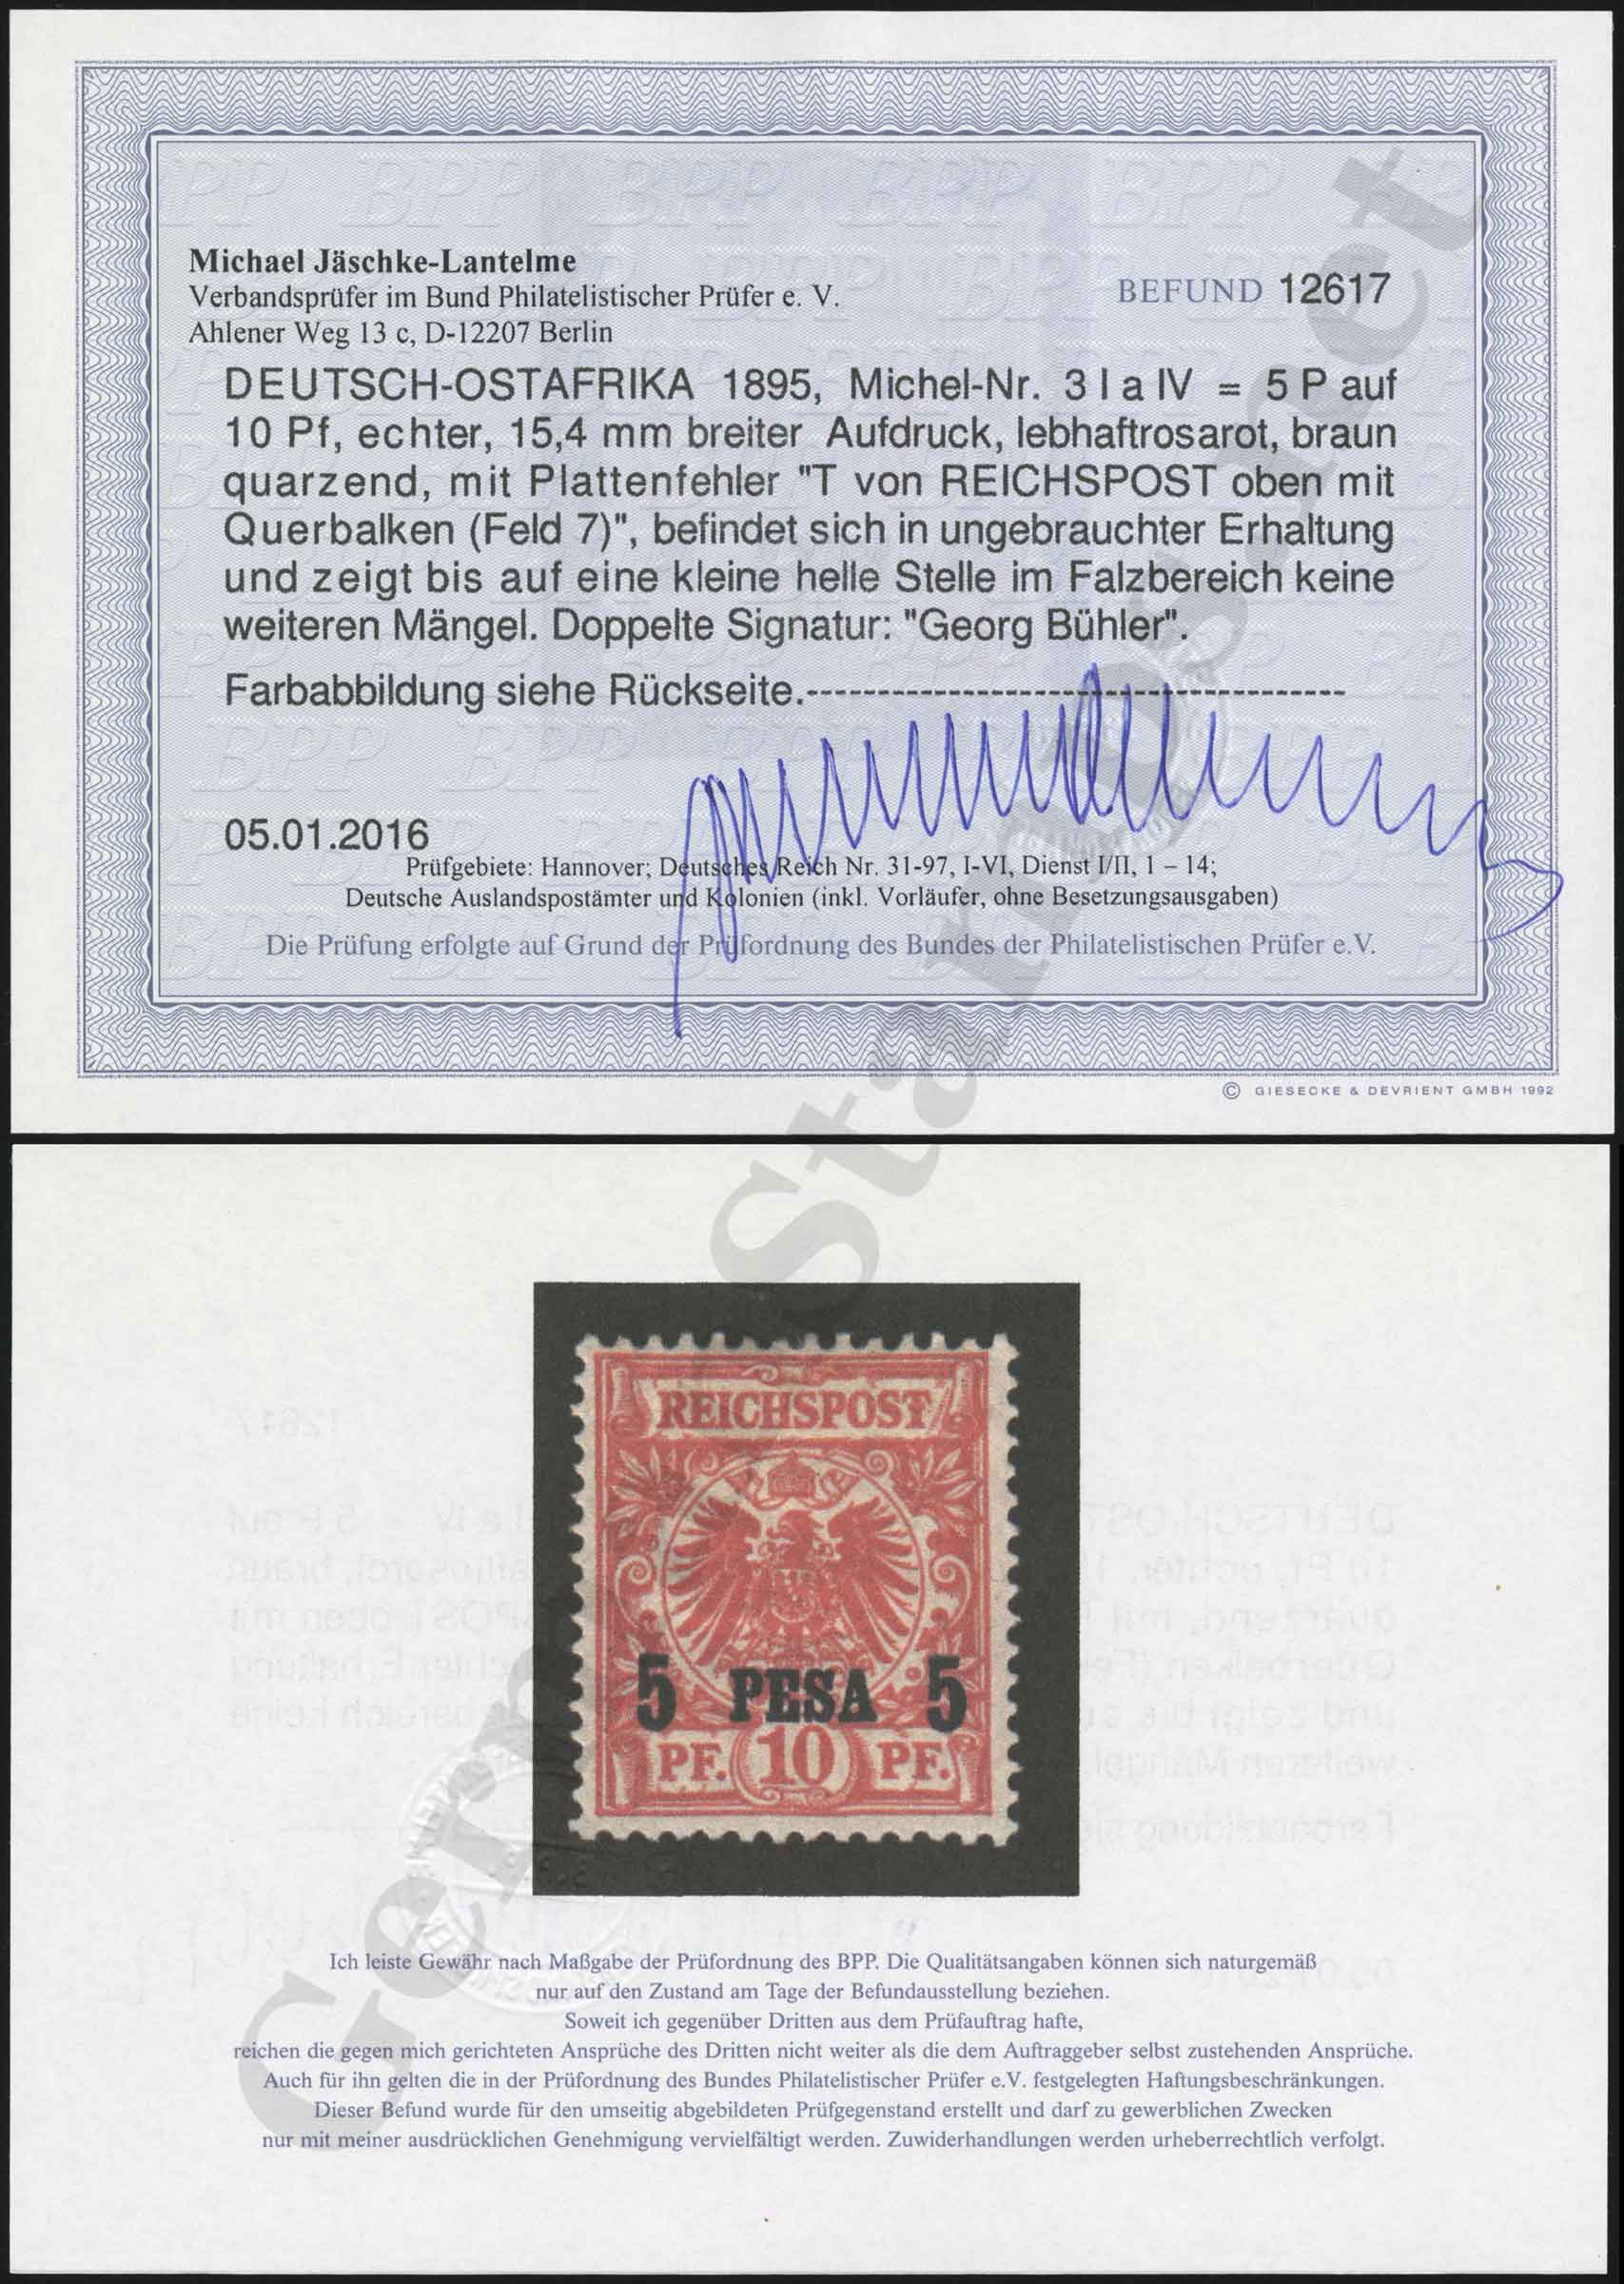 Michael Jäschke-Lantelme
Verbandsprüfer im Bund Philatelistischer Prüfer e. V.
Ahlener Weg 13 c, D-12207 Berlin
BEFUND 12617
DEUTSCH-OSTAFRIKA 1895, Michel-Nr. 3 I a IV = 5 P auf
10 Pf, echter, 15,4 mm breiter Aufdruck, lebhaftrosarot, braun
quarzend, mit Plattenfehler "T von REICHSPOST oben mit
Querbalken (Feld 7)", befindet sich in ungebrauchter Erhaltung
und zeigt bis auf eine kleine helle Stelle im Falzbereich keine
weiteren Mängel. Doppelte Signatur: "Georg Bühler".
Farbabbildung siehe Rückseite.--------------------------------------
05.01.2016
Prüfgebiete: Hannover; Deutsches Reich Nr. 31-97, I-VI, Dienst I/II, 1 – 14;
Deutsche Auslandspostämter und Kolonien (inkl. Vorläufer, ohne Besetzungsausgaben)
Die Prüfung erfolgte auf Grund der Prüfordnung des Bundes der Philatelistischen Prüfer e.V.
© GIESECKE & DEVRIENT GMBH 1992
REICHSPOST
5 PESA 5
PF. 10 PF.
Ich leiste Gewähr nach Maßgabe der Prüfordnung des BPP. Die Qualitätsangaben können sich naturgemäß
nur auf den Zustand am Tage der Befundausstellung beziehen.
Soweit ich gegenüber Dritten aus dem Prüfauftrag hafte,
reichen die gegen mich gerichteten Ansprüche des Dritten nicht weiter als die dem Auftraggeber selbst zustehenden Ansprüche.
Auch für ihn gelten die in der Prüfordnung des Bundes Philatelistischer Prüfer e.V. festgelegten Haftungsbeschränkungen.
Dieser Befund wurde für den umseitig abgebildeten Prüfgegenstand erstellt und darf zu gewerblichen Zwecken
nur mit meiner ausdrücklichen Genehmigung vervielfältigt werden. Zuwiderhandlungen werden urheberrechtlich verfolgt.